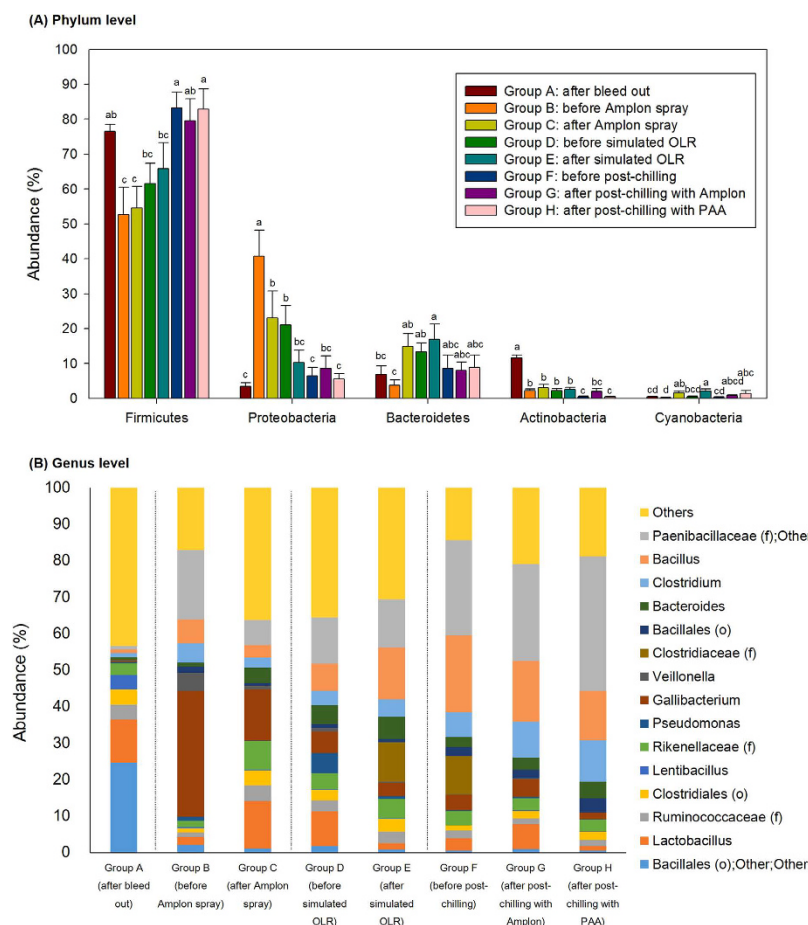 (A) Phylum level
100
90
80
70
60
50
40
30
20
10
0
Abundance (%)
Group A: after bleed out
Group B: before Amplon spray
Group C: after Amplon spray
Group D: before simulated OLR
Group E: after simulated OLR
Group F: before post-chilling
Group G: after post-chilling with Amplon
Group H: after post-chilling with PAA
ab
c
c
bc
bc
a
ab
a
c
a
b
b
bc
c
bc
c
bc
c
ab
ab
a
abc
abc
abc
a
b
b
b
b
c
b
c
cd
d
ab
bcd
a
cd
abcd
abc
Firmicutes
Proteobacteria
Bacteroidetes
Actinobacteria
Cyanobacteria
(B) Genus level
100
90
80
70
60
50
40
30
20
10
0
Abundance (%)
Others
Paenibacillaceae (f);Other
Bacillus
Clostridium
Bacteroides
Bacillales (o)
Clostridiaceae (f)
Veillonella
Gallibacterium
Pseudomonas
Rikenellaceae (f)
Lentibacillus
Clostridiales (o)
Ruminococcaceae (f)
Lactobacillus
Bacillales (o);Other;Other
Group A
(after bleed
out)
Group B
(before
Amplon spray)
Group C
(after Amplon
spray)
Group D
(before
simulated
OLR)
Group E
(after
simulated
OLR)
Group F
(before post-
chilling)
Group G
(after post-
chilling with
Amplon)
Group H
(after post-
chilling with
PAA)